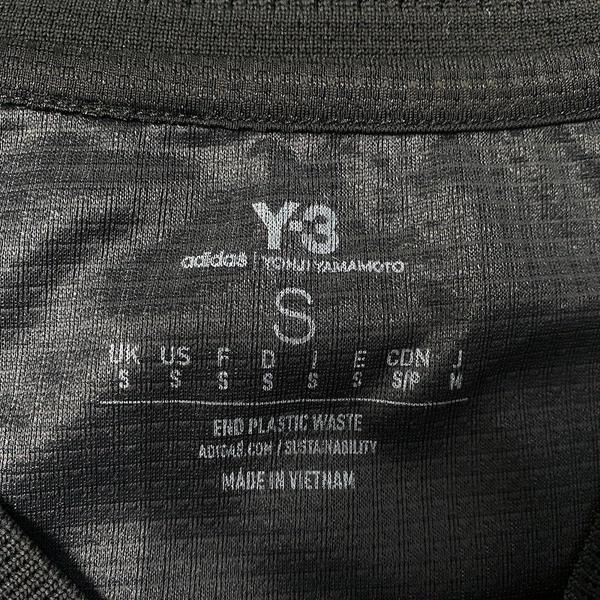 Y-3
adidas | YOHJI YAMAMOTO
S
UK US F D I E CDN J
S S S S S S S/P M
END PLASTIC WASTE
ADIDAS.COM / SUSTAINABILITY
MADE IN VIETNAM